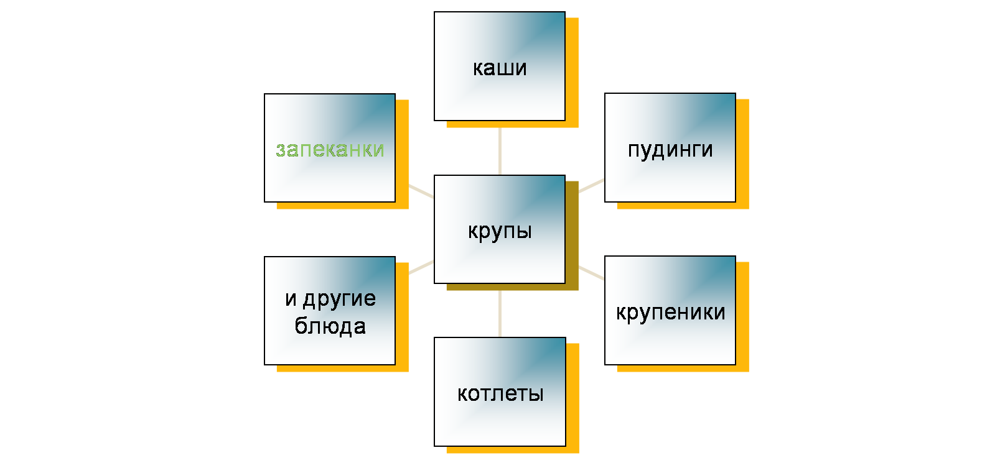 каши
запеканки
пудинги
крупы
и другие
блюда
крупеники
котлеты